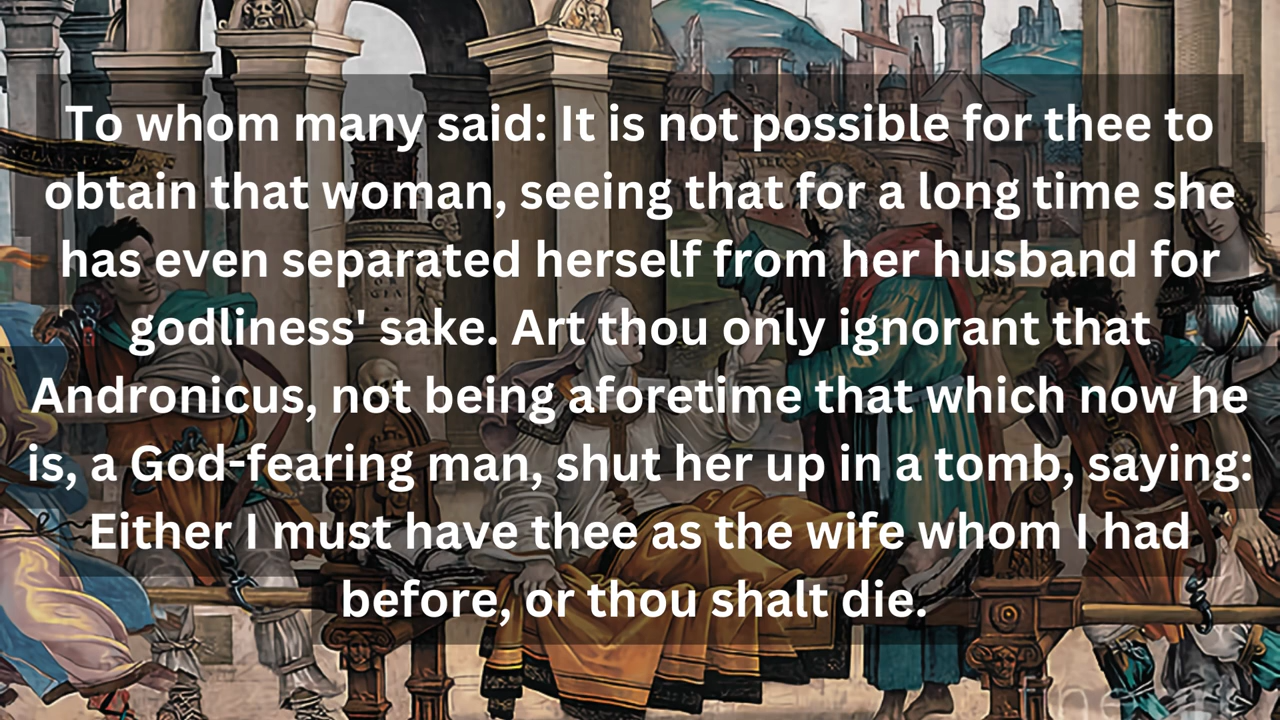 To whom many said: It is not possible for thee to
obtain that woman, seeing that for a long time she
has even separated herself from her husband for
godliness' sake. Art thou only ignorant that
Andronicus, not being aforetime that which now he
is, a God-fearing man, shut her up in a tomb, saying:
Either I must have thee as the wife whom I had
before, or thou shalt die.